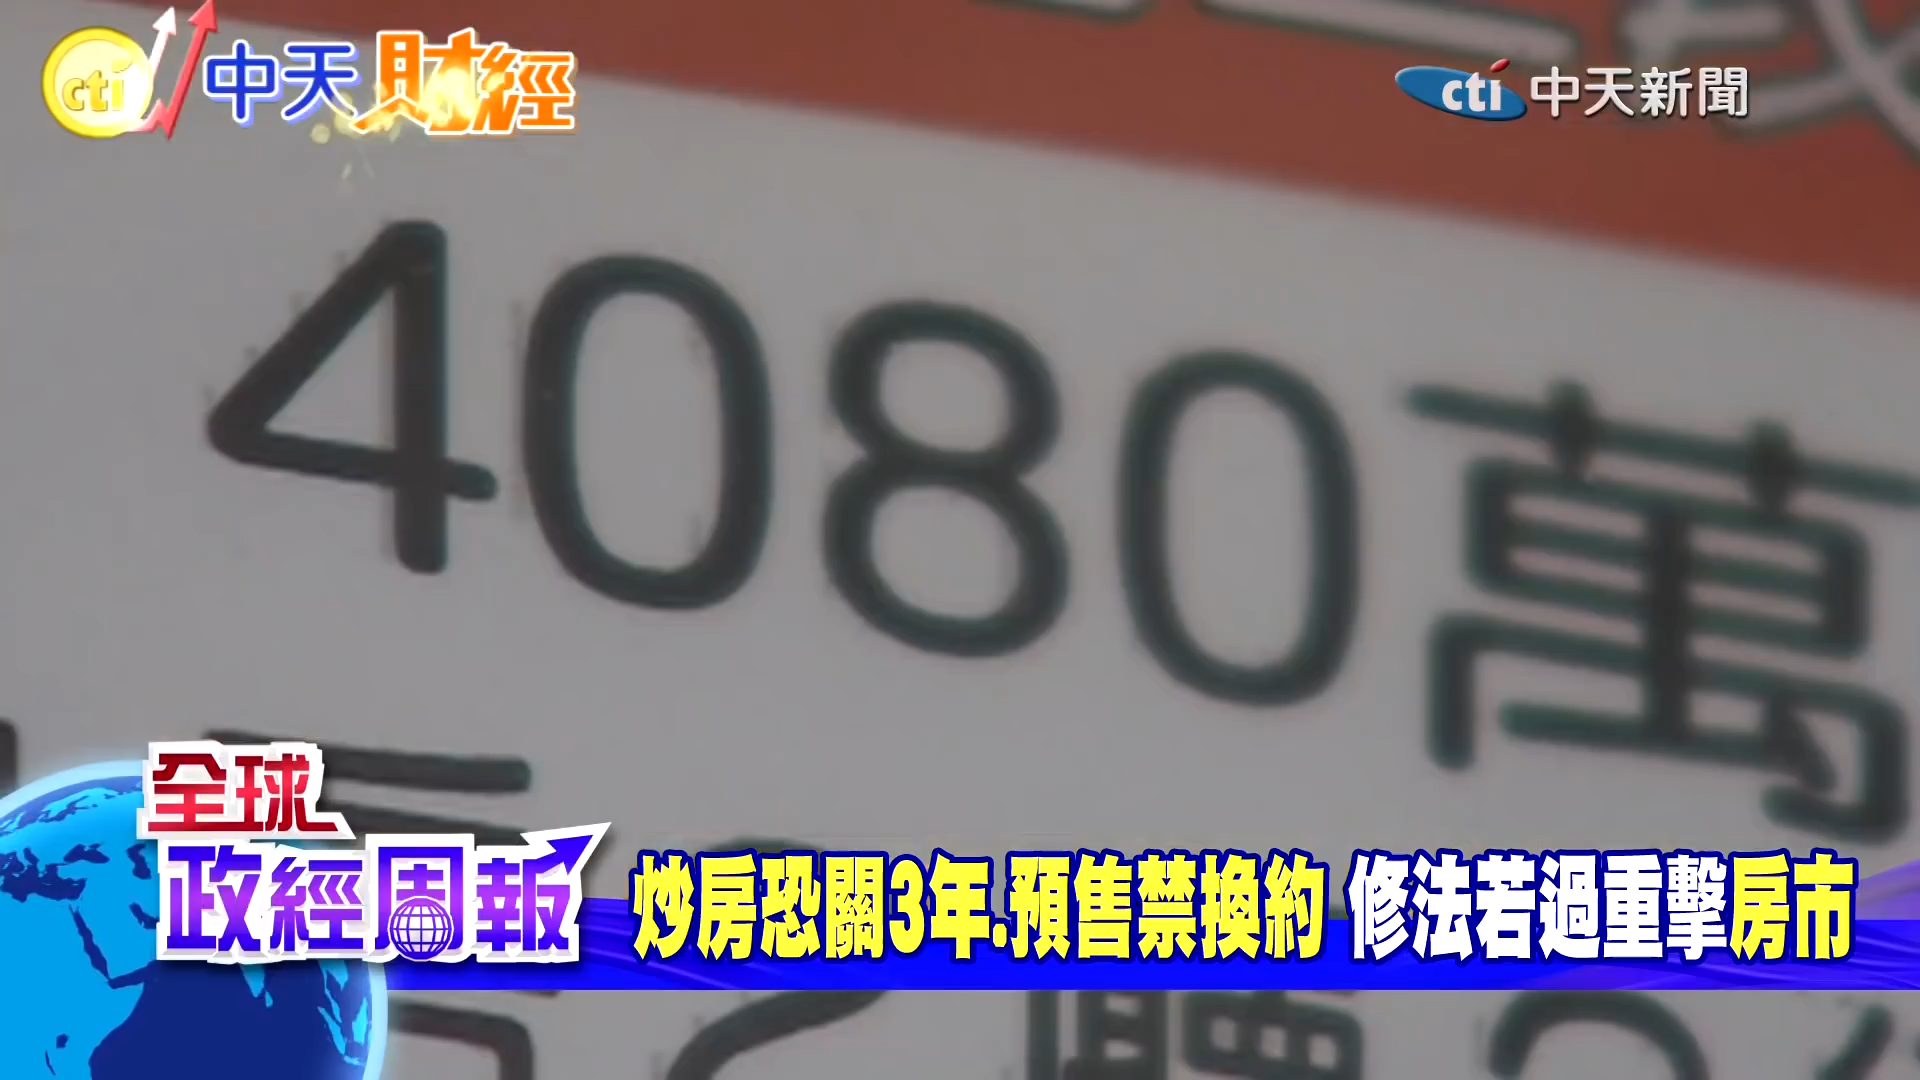 cti 中天財經
cti 中天新聞
4080萬
全球
政經周報
炒房恐關3年.預售禁換約 修法若過重擊房市